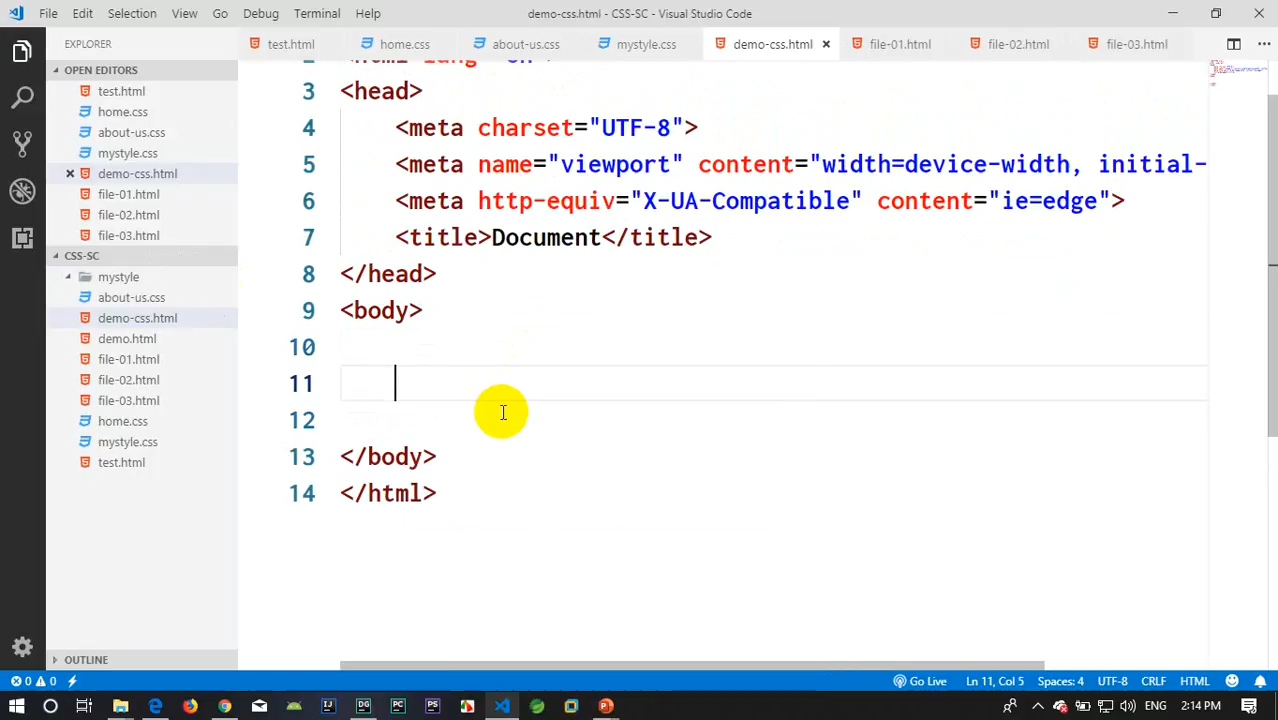 File Edit Selection View Go Debug Terminal Help demo-css.html - CSS-SC - Visual Studio Code
EXPLORER
test.html home.css about-us.css mystyle.css demo-css.html file-01.html file-02.html file-03.html
OPEN EDITORS
test.html
home.css
about-us.css
mystyle.css
demo-css.html
file-01.html
file-02.html
file-03.html
CSS-SC
mystyle
about-us.css
demo-css.html
demo.html
file-01.html
file-02.html
file-03.html
home.css
mystyle.css
test.html
OUTLINE
3 <head>
4 <meta charset="UTF-8">
5 <meta name="viewport" content="width=device-width, initial-
6 <meta http-equiv="X-UA-Compatible" content="ie=edge">
7 <title>Document</title>
8 </head>
9 <body>
10
11
12
13 </body>
14 </html>
0 0 Go Live Ln 11, Col 5 Spaces: 4 UTF-8 CRLF HTML
IJ DG PC PS ENG 2:14 PM